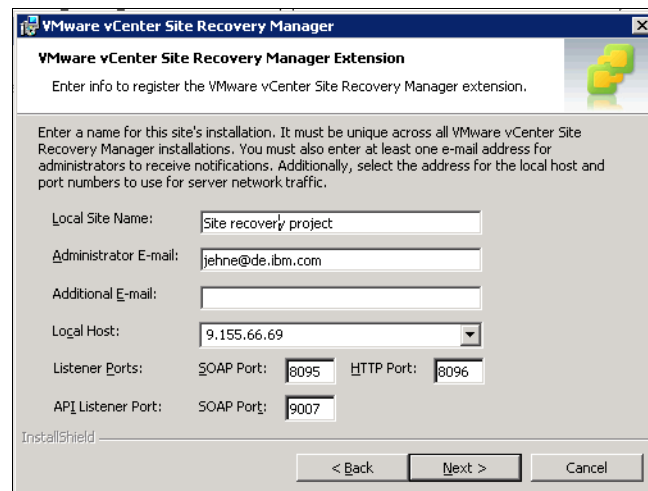 VMware vCenter Site Recovery Manager
VMware vCenter Site Recovery Manager Extension
Enter info to register the VMware vCenter Site Recovery Manager extension.
Enter a name for this site's installation. It must be unique across all VMware vCenter Site
Recovery Manager installations. You must also enter at least one e-mail address for
administrators to receive notifications. Additionally, select the address for the local host and
port numbers to use for server network traffic.
Local Site Name: Site recovery project
Administrator E-mail: jehne@de.ibm.com
Additional E-mail:
Local Host: 9.155.66.69
Listener Ports: SOAP Port: 8095 HTTP Port: 8096
API Listener Port: SOAP Port: 9007
InstallShield
< Back Next > Cancel